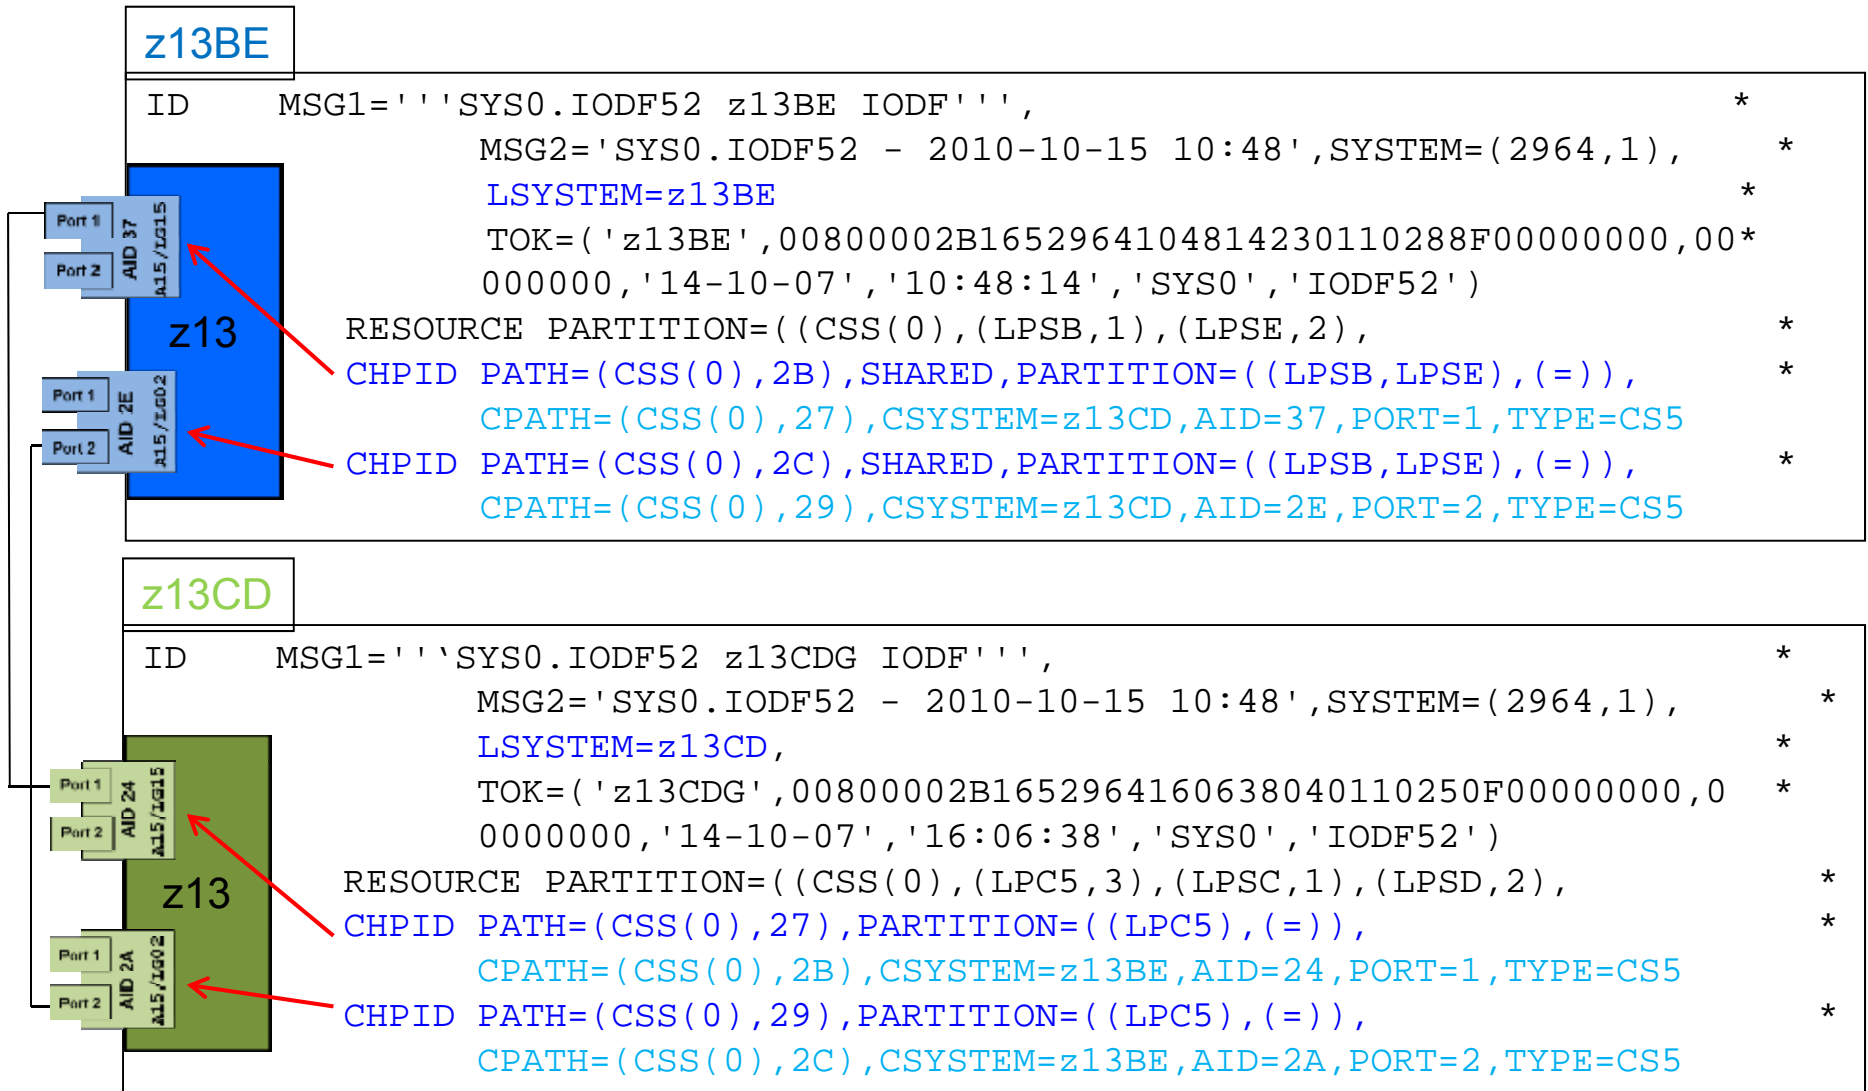 z13BE
ID MSG1='''SYS0.IODF52 z13BE IODF''', *
MSG2='SYS0.IODF52 - 2010-10-15 10:48',SYSTEM=(2964,1), *
LSYSTEM=z13BE *
TOK=('z13BE',00800002B16529641048142301​10288F00000000,00*
000000,'14-10-07','10:48:14','SYS0','IODF52')
RESOURCE PARTITION=((CSS(0),(LPSB,1),(LPSE,2), *
CHPID PATH=(CSS(0),2B),SHARED,PARTITION=((LPSB,LPSE),(=)), *
CPATH=(CSS(0),27),CSYSTEM=z13CD,AID=37,PORT=1,TYPE=CS5
CHPID PATH=(CSS(0),2C),SHARED,PARTITION=((LPSB,LPSE),(=)), *
CPATH=(CSS(0),29),CSYSTEM=z13CD,AID=2E,PORT=2,TYPE=CS5
Port 1
Port 2
AID 37
A15/LG15
z13
Port 1
Port 2
AID 2E
A15/LG02
z13CD
ID MSG1='''‵SYS0.IODF52 z13CDG IODF''', *
MSG2='SYS0.IODF52 - 2010-10-15 10:48',SYSTEM=(2964,1), *
LSYSTEM=z13CD, *
TOK=('z13CDG',00800002B1652964160638040110250F00000000,0 *
0000000,'14-10-07','16:06:38','SYS0','IODF52')
RESOURCE PARTITION=((CSS(0),(LPC5,3),(LPSC,1),(LPSD,2), *
CHPID PATH=(CSS(0),27),PARTITION=((LPC5),(=)), *
CPATH=(CSS(0),2B),CSYSTEM=z13BE,AID=24,PORT=1,TYPE=CS5
CHPID PATH=(CSS(0),29),PARTITION=((LPC5),(=)), *
CPATH=(CSS(0),2C),CSYSTEM=z13BE,AID=2A,PORT=2,TYPE=CS5
Port 1
Port 2
AID 24
A15/LG15
z13
Port 1
Port 2
AID 2A
A15/LG02